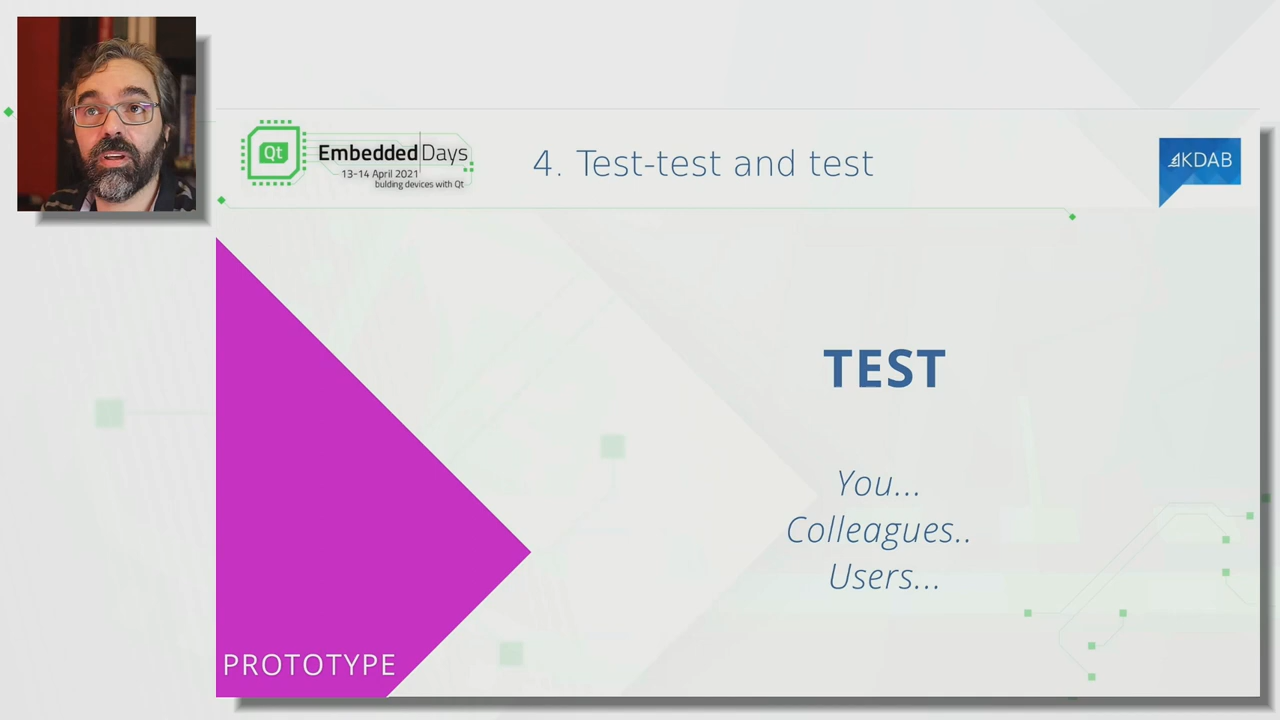 Qt
Embedded Days
13-14 April 2021
bulding devices with Qt
4. Test-test and test
KDAB
TEST
You...
Colleagues..
Users...
PROTOTYPE